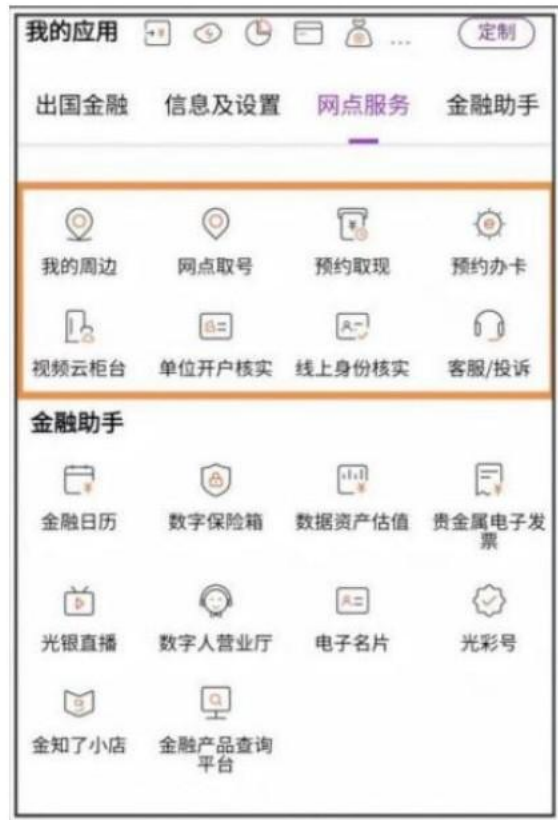 我的应用 ... 定制
出国金融 信息及设置 网点服务 金融助手
我的周边 网点取号 预约取现 预约办卡
视频云柜台 单位开户核实 线上身份核实 客服/投诉
金融助手
金融日历 数字保险箱 数据资产估值 贵金属电子发
票
光银直播 数字人营业厅 电子名片 光彩号
金知了小店 金融产品查询
平台